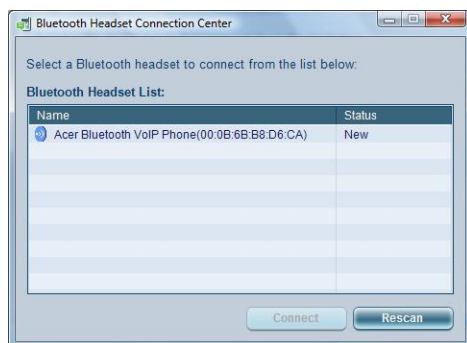 Bluetooth Headset Connection Center
Select a Bluetooth headset to connect from the list below:
Bluetooth Headset List:
Name Status
Acer Bluetooth VoIP Phone(00:0B:6B:B8:D6:CA) New
Connect Rescan